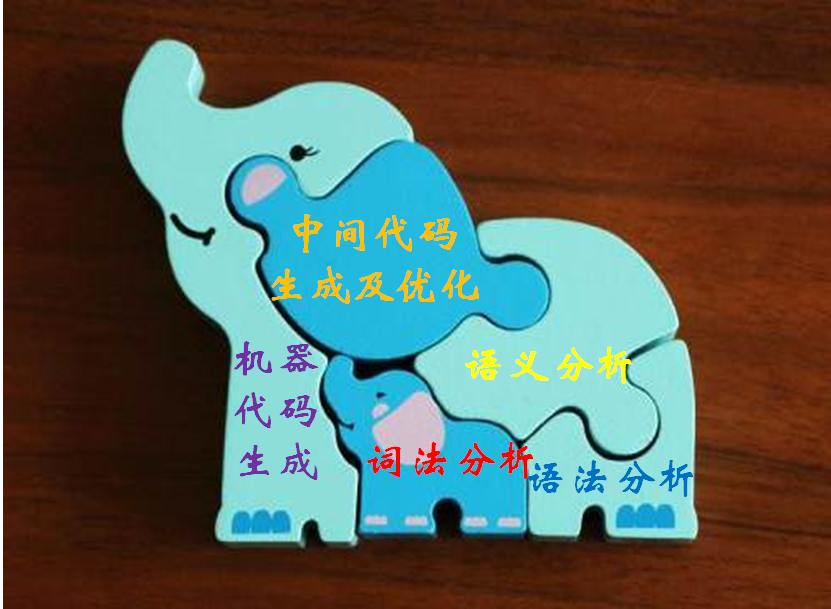 中间代码
生成及优化
机器
代码
生成
语义分析
词法分析
语法分析